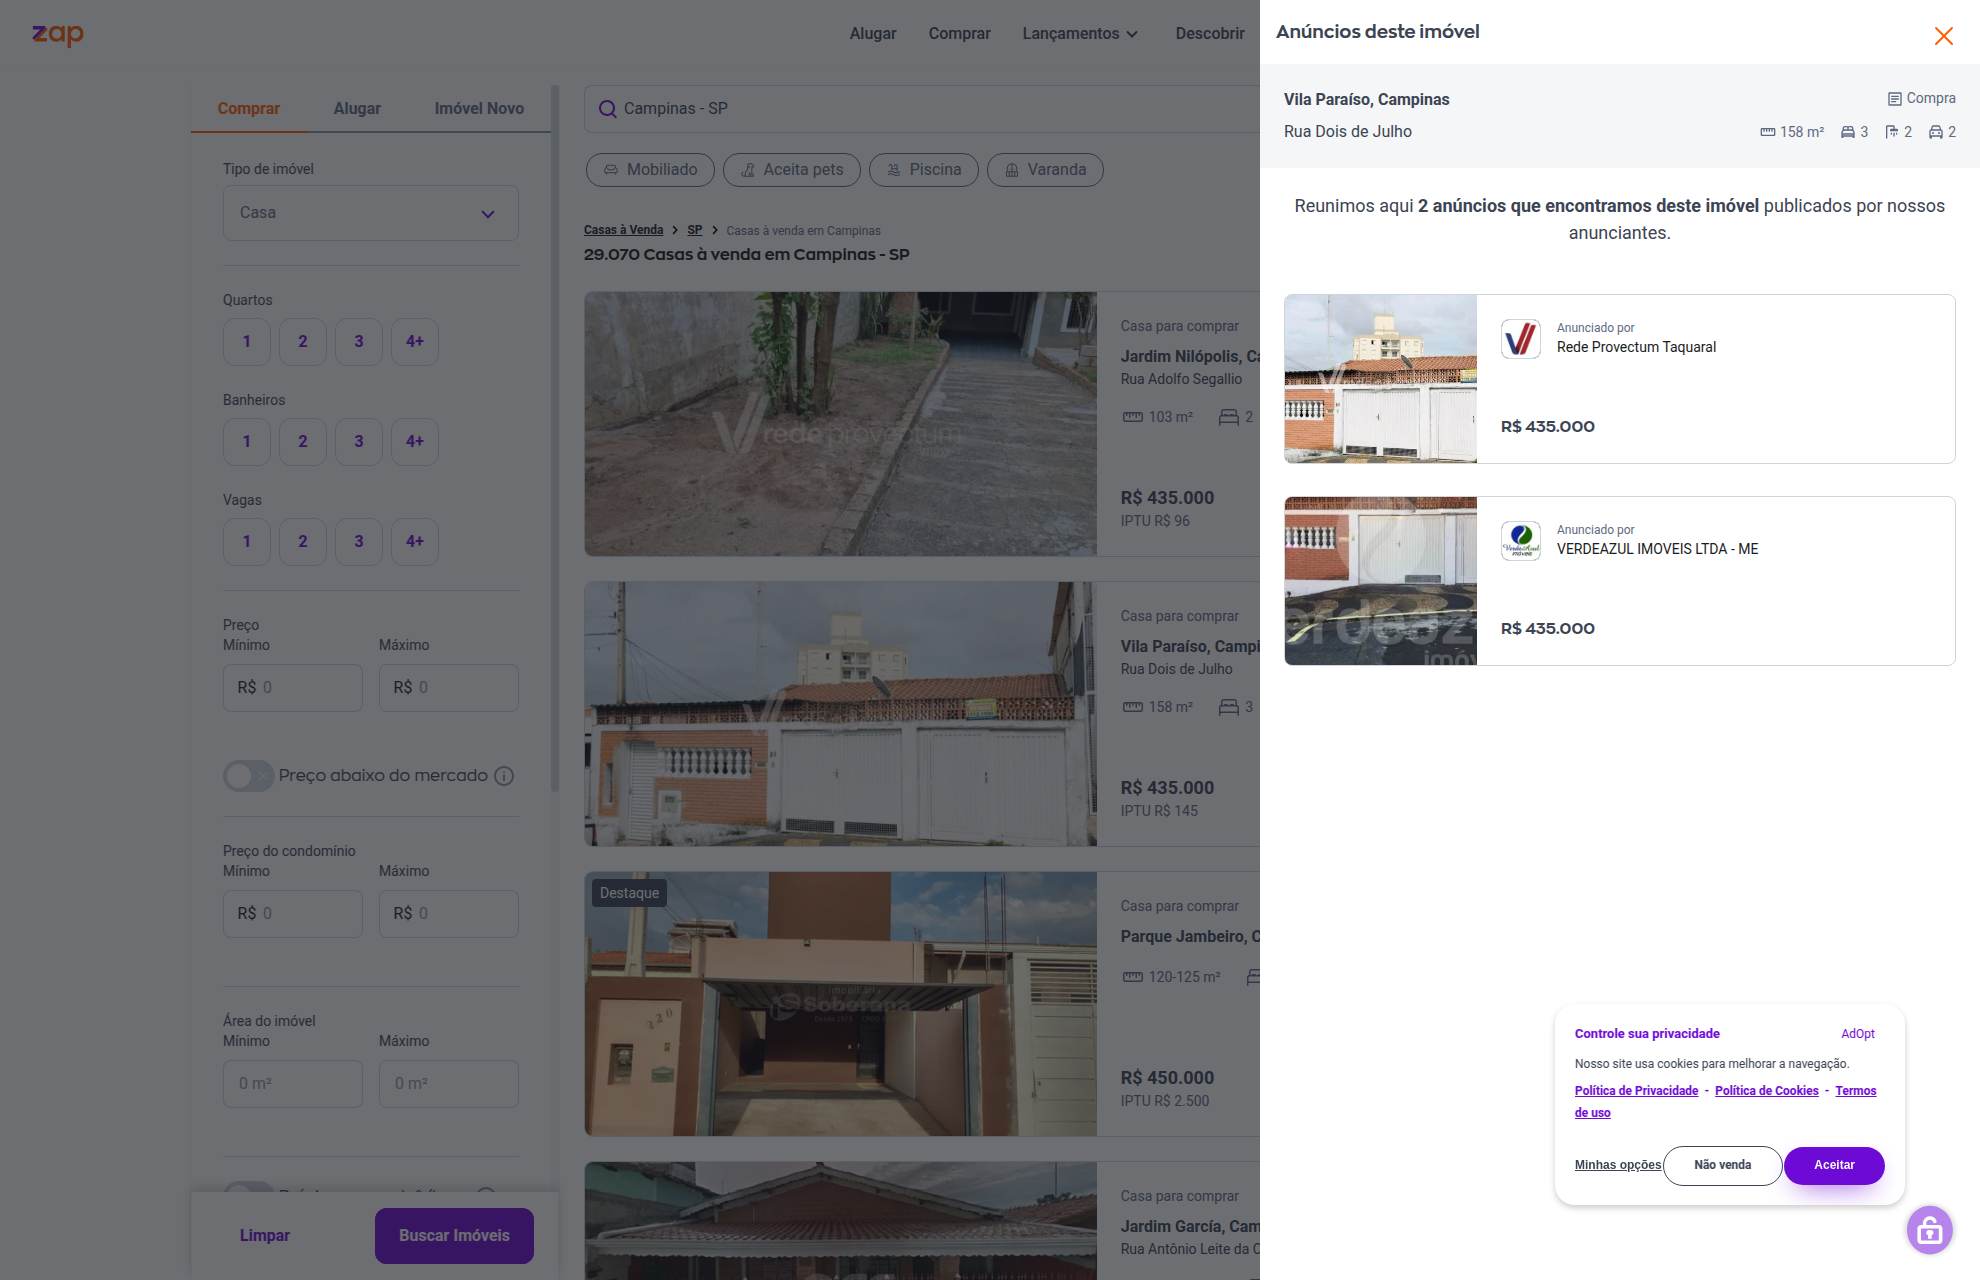 zap
Alugar
Comprar
Lançamentos
Descobrir
Comprar
Alugar
Imóvel Novo
Tipo de imóvel
Casa
Quartos
1
2
3
4+
Banheiros
1
2
3
4+
Vagas
1
2
3
4+
Preço
Mínimo
Máximo
R$ 0
R$ 0
Preço abaixo do mercado
Preço do condomínio
Mínimo
Máximo
R$ 0
R$ 0
Área do imóvel
Mínimo
Máximo
0 m²
0 m²
Limpar
Buscar Imóveis
Campinas - SP
Mobiliado
Aceita pets
Piscina
Varanda
Casas à Venda
SP
Casas à venda em Campinas
29.070 Casas à venda em Campinas - SP
rede provectum
Casa para comprar
Jardim Nilópolis, Ca
Rua Adolfo Segallio
103 m²
2
R$ 435.000
IPTU R$ 96
Casa para comprar
Vila Paraíso, Campi
Rua Dois de Julho
158 m²
3
R$ 435.000
IPTU R$ 145
Destaque
220
imobiliária
Soberana
Casa para comprar
Parque Jambeiro, C
120-125 m²
R$ 450.000
IPTU R$ 2.500
Casa para comprar
Jardim García, Cam
Rua Antônio Leite da C
Anúncios deste imóvel
Vila Paraíso, Campinas
Compra
Rua Dois de Julho
158 m²
3
2
2
Reunimos aqui 2 anúncios que encontramos deste imóvel publicados por nossos
anunciantes.
Anunciado por
Rede Provectum Taquaral
R$ 435.000
VerdeAzul
imóveis
Anunciado por
VERDEAZUL IMOVEIS LTDA - ME
R$ 435.000
Controle sua privacidade
AdOpt
Nosso site usa cookies para melhorar a navegação.
Política de Privacidade - Política de Cookies - Termos
de uso
Minhas opções
Não venda
Aceitar